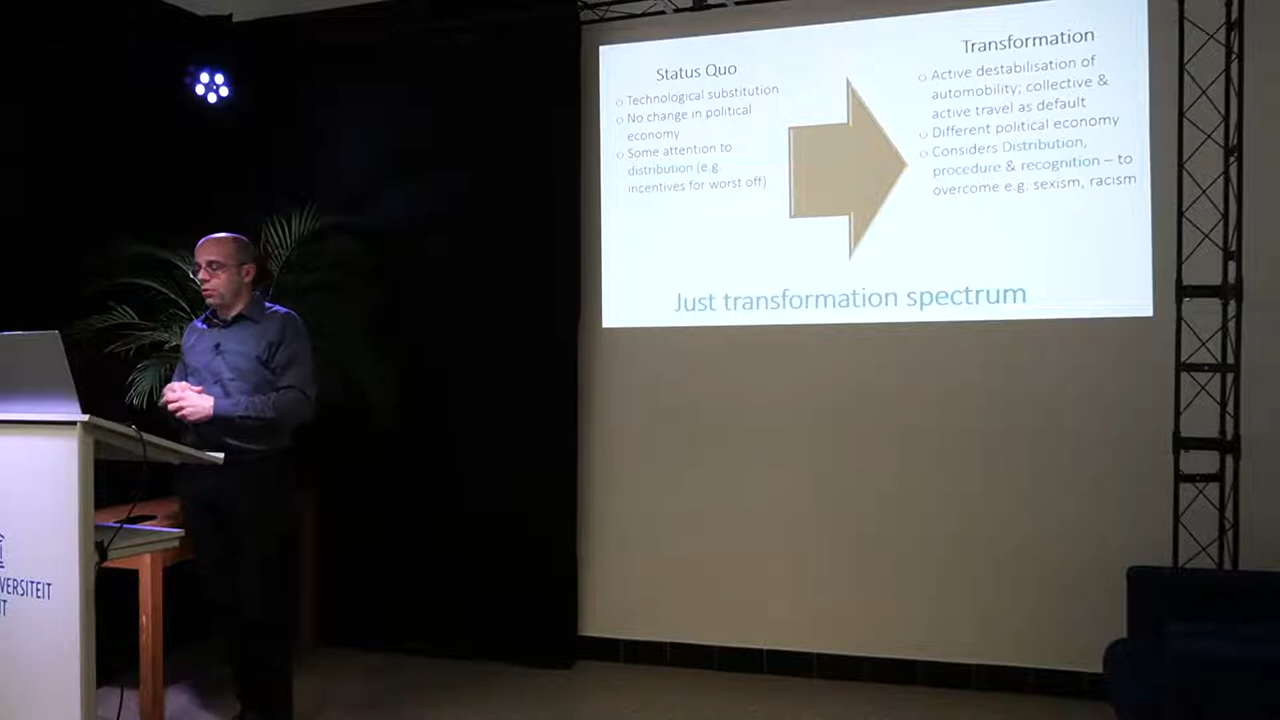 Status Quo
o Technological substitution
o No change in political
economy
o Some attention to
distribution (e.g.
incentives for worst off)
Transformation
o Active destabilisation of
automobility; collective &
active travel as default
o Different political economy
o Considers Distribution,
procedure & recognition – to
overcome e.g: sexism, racism
Just transformation spectrum
VERSITEIT
NT